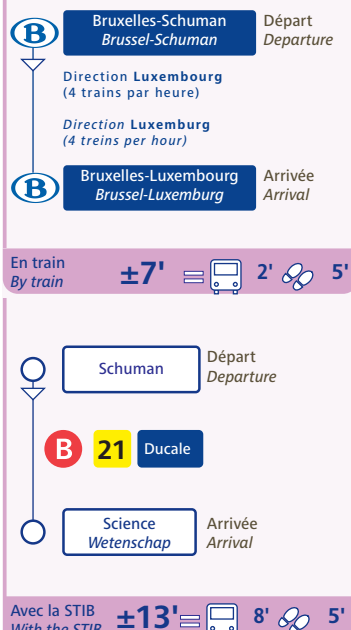 B
Bruxelles-Schuman
Brussel-Schuman
Départ
Departure
Direction Luxembourg
(4 trains par heure)
Direction Luxemburg
(4 treins per hour)
B
Bruxelles-Luxembourg
Brussel-Luxemburg
Arrivée
Arrival
En train
By train
±7' = 2' 5'
Schuman
Départ
Departure
B 21 Ducale
Science
Wetenschap
Arrivée
Arrival
Avec la STIB
With the STIB
±13' = 8' 5'